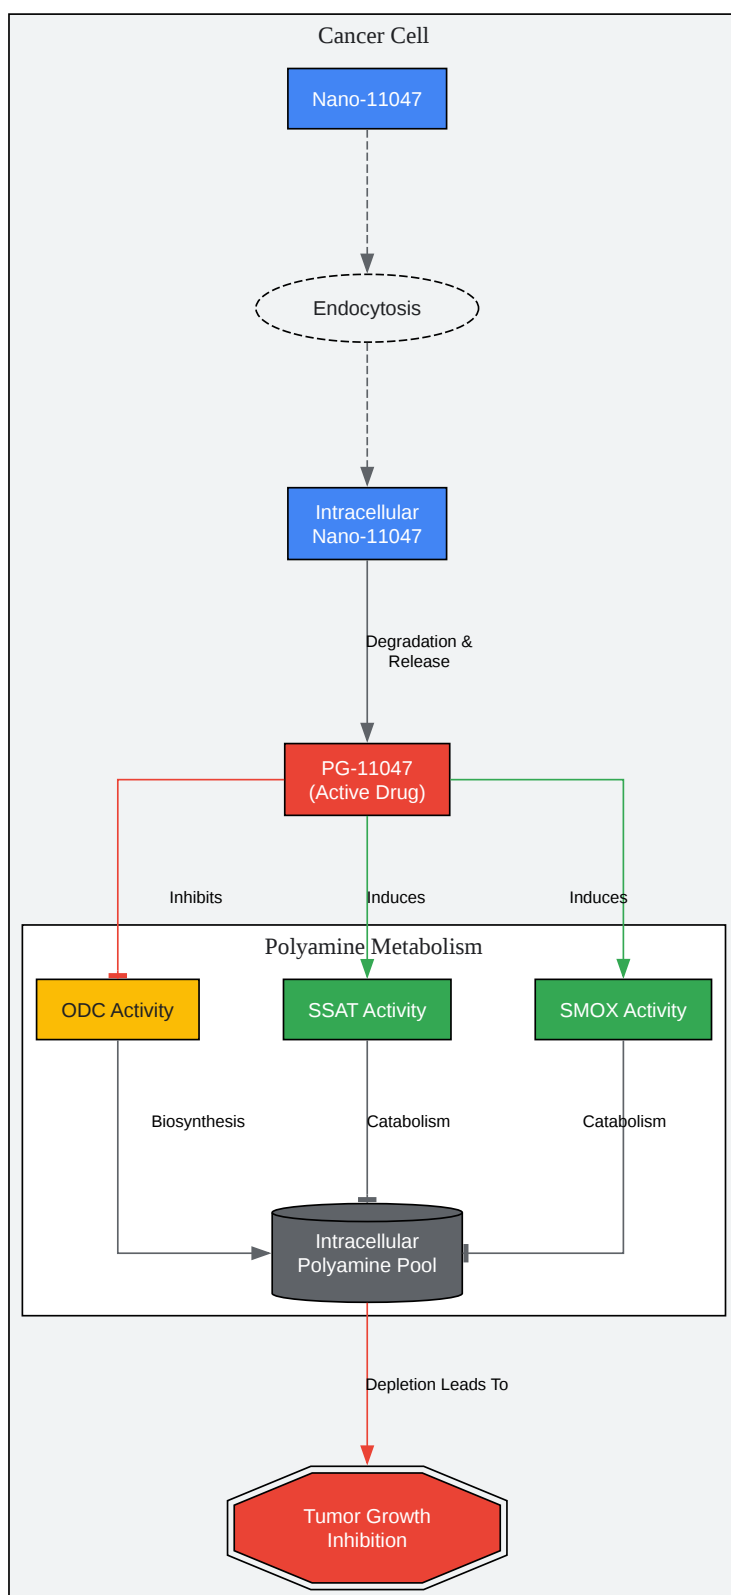 Cancer Cell
Nano-11047
Endocytosis
Intracellular
Nano-11047
Degradation &
Release
PG-11047
(Active Drug)
Inhibits
Induces
Induces
Polyamine Metabolism
ODC Activity
SSAT Activity
SMOX Activity
Biosynthesis
Catabolism
Catabolism
Intracellular
Polyamine Pool
Depletion Leads To
Tumor Growth
Inhibition